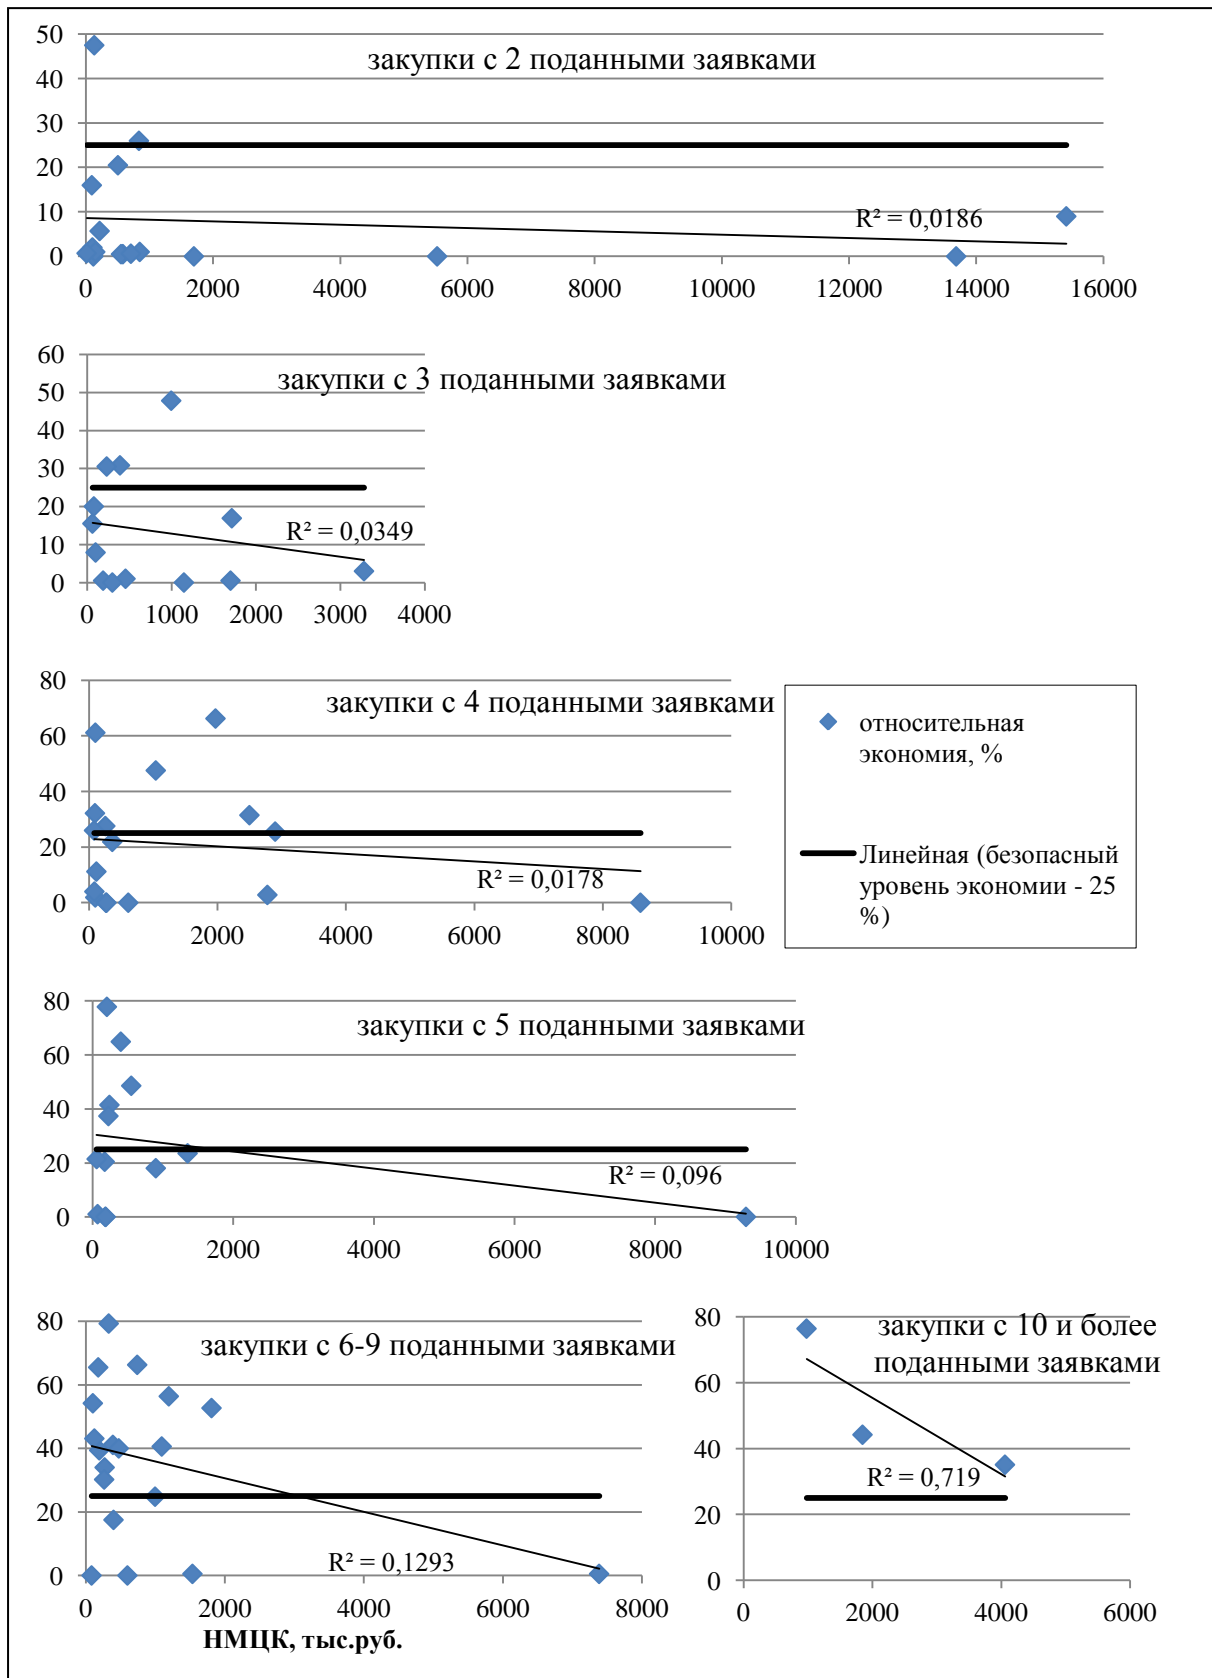 закупки с 2 поданными заявками
50
40
30
20
10
0
R² = 0,0186
0 2000 4000 6000 8000 10000 12000 14000 16000
закупки с 3 поданными заявками
60
50
40
30
20
10
0
R² = 0,0349
0 1000 2000 3000 4000
закупки с 4 поданными заявками
80
60
40
20
0
R² = 0,0178
0 2000 4000 6000 8000 10000
относительная
экономия, %
Линейная (безопасный
уровень экономии - 25
%)
закупки с 5 поданными заявками
80
60
40
20
0
R² = 0,096
0 2000 4000 6000 8000 10000
закупки с 6-9 поданными заявками
80
60
40
20
0
R² = 0,1293
0 2000 4000 6000 8000
НМЦК, тыс.руб.
закупки с 10 и более
поданными заявками
80
60
40
20
0
R² = 0,719
0 2000 4000 6000